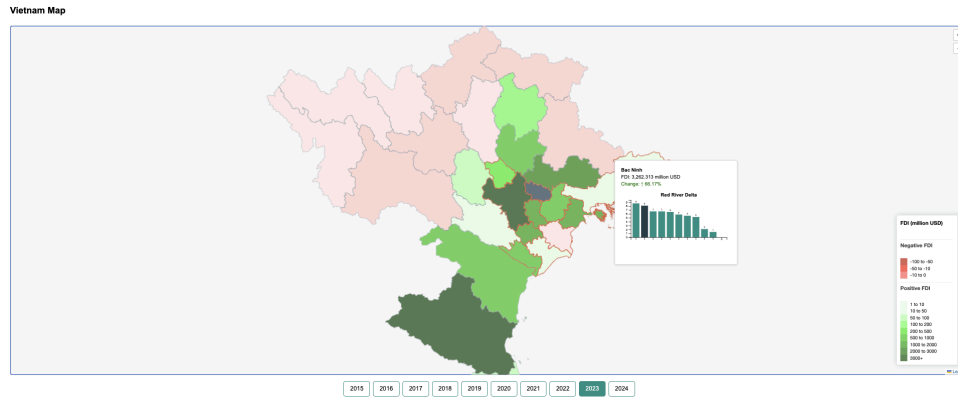 Vietnam Map
Bac Ninh
FDI: 3,262.313 million USD
Change: ↑ 66.17%
Red River Delta
FDI (million USD)
Negative FDI
-100 to -50
-50 to -10
-10 to 0
Positive FDI
1 to 10
10 to 50
50 to 100
100 to 200
200 to 500
500 to 1000
1000 to 2000
2000 to 3000
3000+
2015 2016 2017 2018 2019 2020 2021 2022 2023 2024